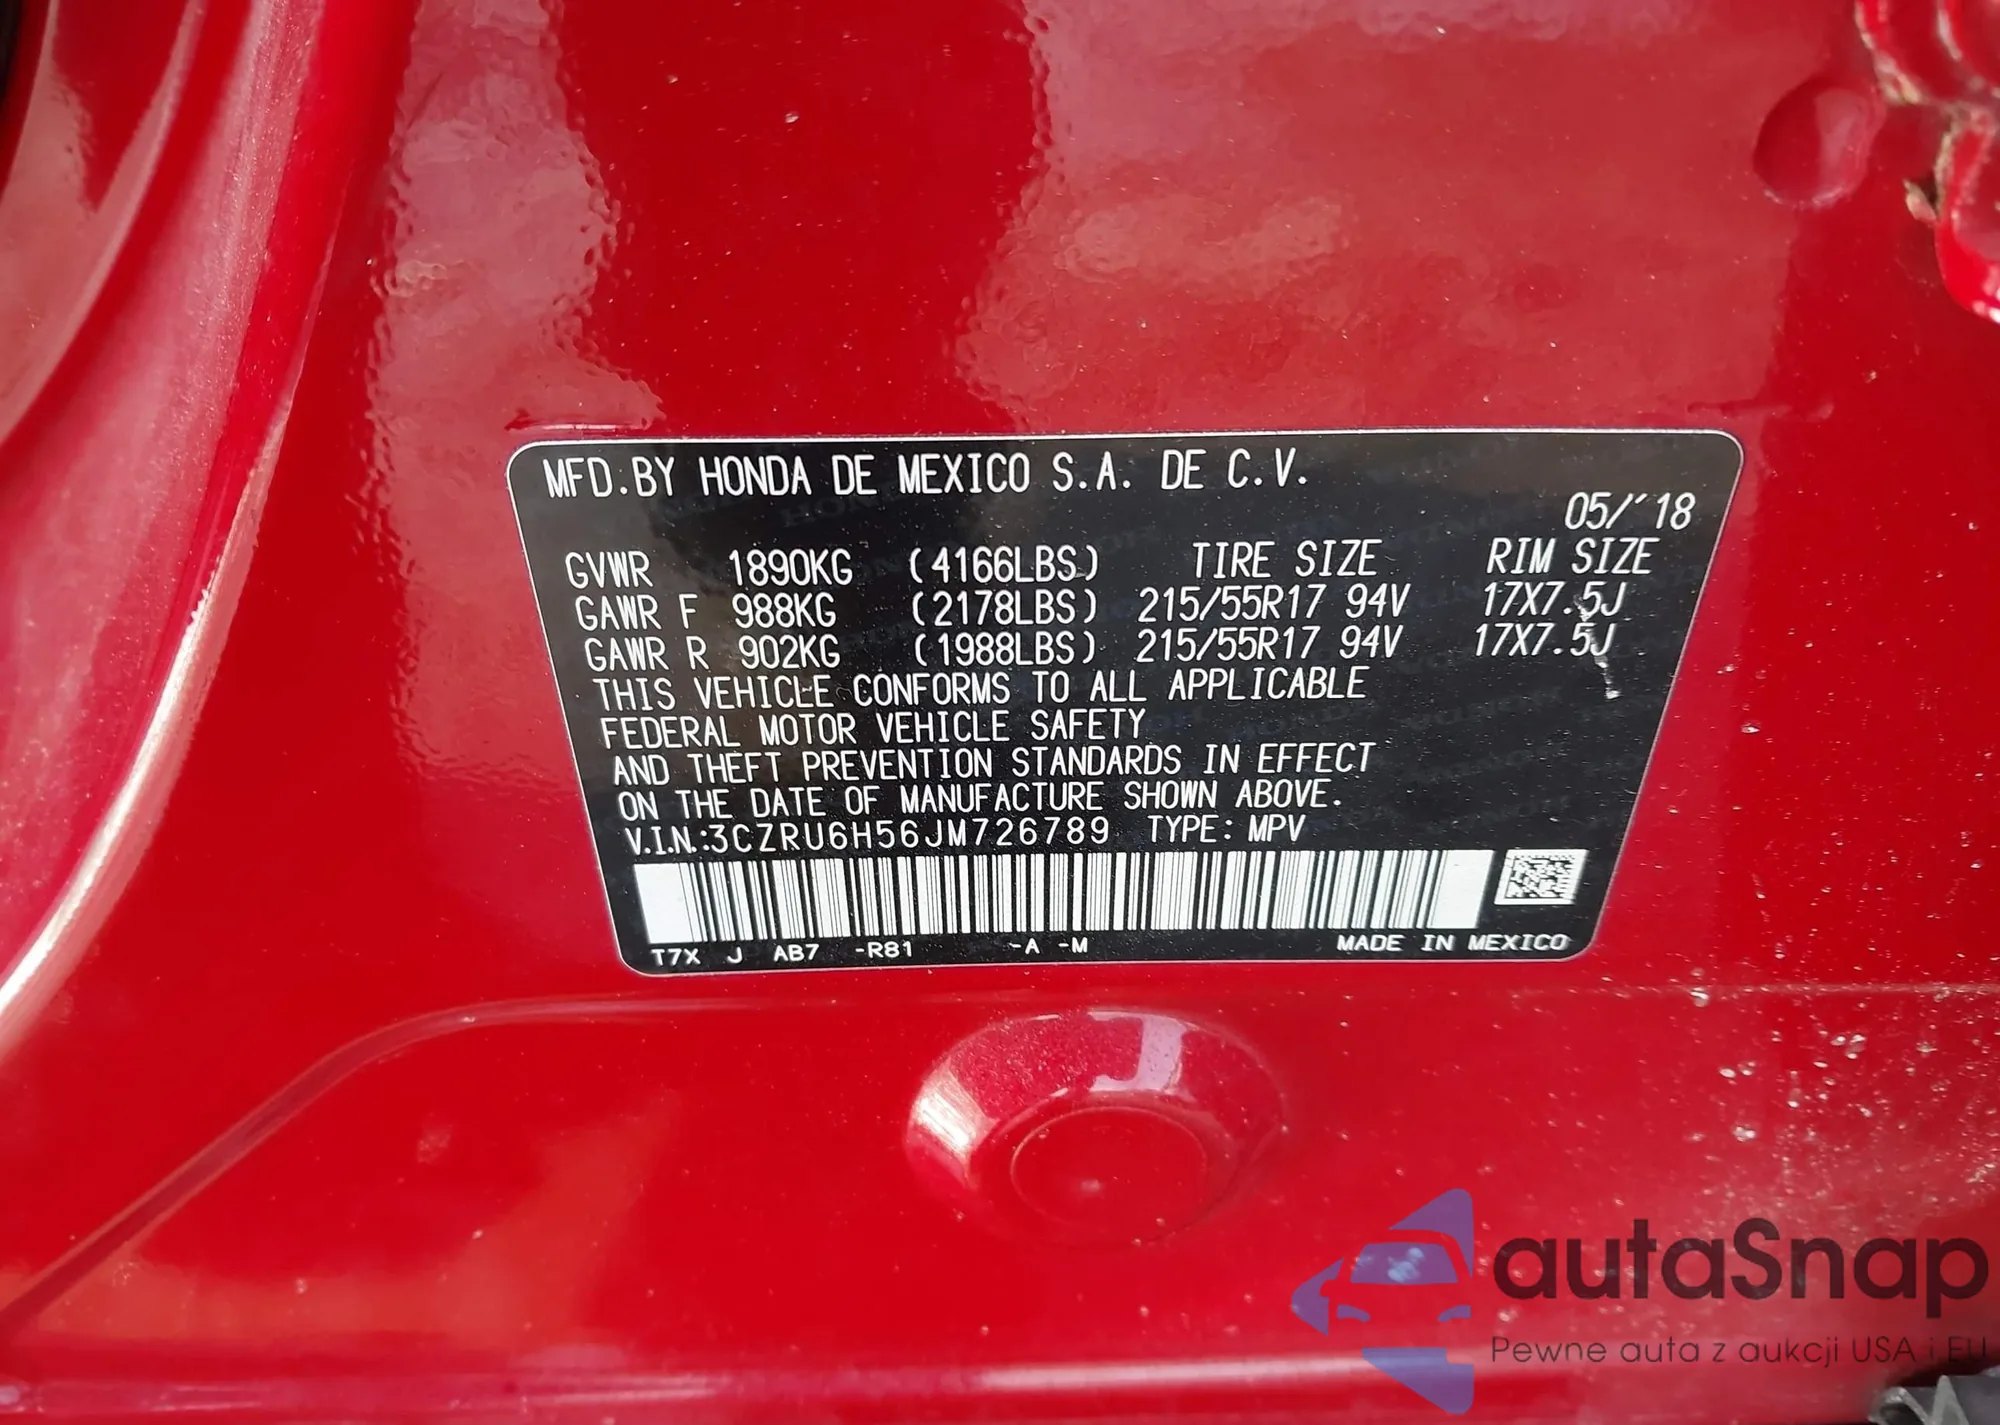 MFD.BY HONDA DE MEXICO S.A. DE C.V.
05/'18
GVWR 1890KG (4166LBS) TIRE SIZE RIM SIZE
GAWR F 988KG (2178LBS) 215/55R17 94V 17X7.5J
GAWR R 902KG (1988LBS) 215/55R17 94V 17X7.5J
THIS VEHICLE CONFORMS TO ALL APPLICABLE
FEDERAL MOTOR VEHICLE SAFETY
AND THEFT PREVENTION STANDARDS IN EFFECT
ON THE DATE OF MANUFACTURE SHOWN ABOVE.
V.I.N.:3CZRU6H56JM726789 TYPE: MPV
T7X J AB7 -R81 -A -M MADE IN MEXICO
autaSnap
Pewne auta z aukcji USA i EU